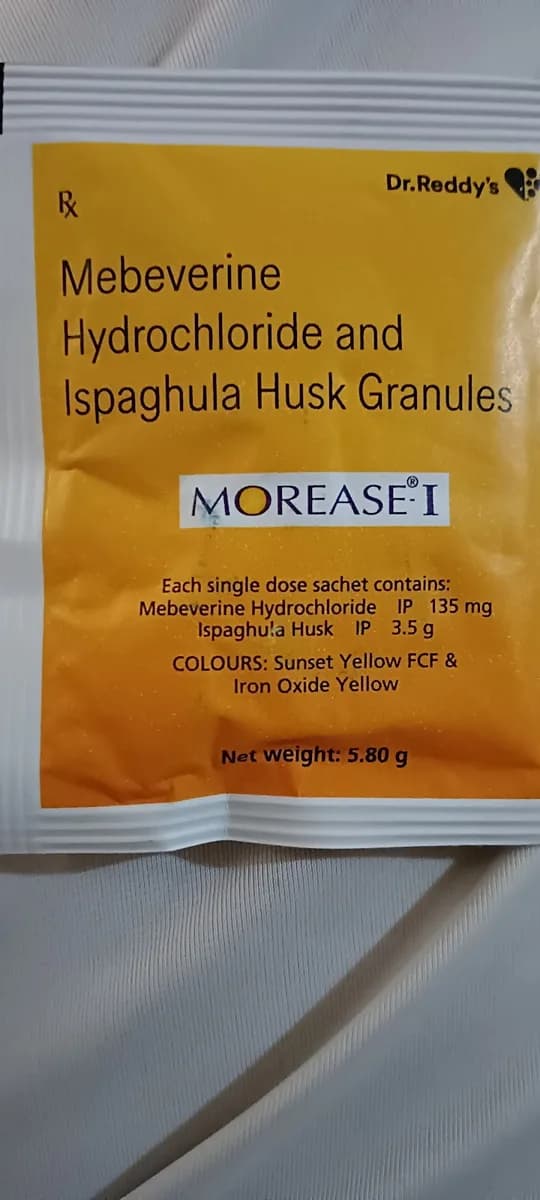 Dr.Reddy's
℞
Mebeverine
Hydrochloride and
Ispaghula Husk Granules
MOREASE®-I
Each single dose sachet contains:
Mebeverine Hydrochloride IP 135 mg
Ispaghula Husk IP 3.5 g
COLOURS: Sunset Yellow FCF &
Iron Oxide Yellow
Net weight: 5.80 g